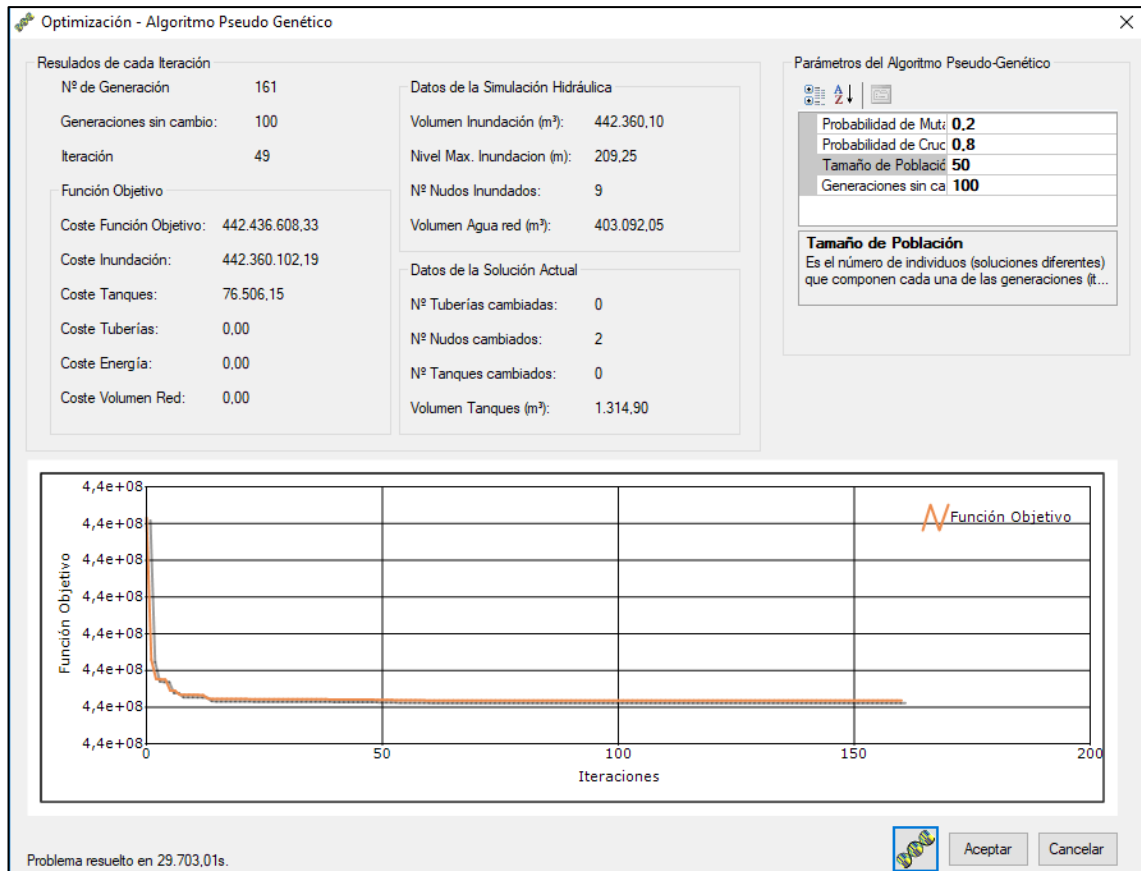 Optimización - Algoritmo Pseudo Genético
Resulados de cada Iteración
Nº de Generación 161
Generaciones sin cambio: 100
Iteración 49
Función Objetivo
Coste Función Objetivo: 442.436.608,33
Coste Inundación: 442.360.102,19
Coste Tanques: 76.506,15
Coste Tuberías: 0,00
Coste Energía: 0,00
Coste Volumen Red: 0,00
Datos de la Simulación Hidráulica
Volumen Inundación (m³): 442.360,10
Nivel Max. Inundacion (m): 209,25
Nº Nudos Inundados: 9
Volumen Agua red (m³): 403.092,05
Datos de la Solución Actual
Nº Tuberías cambiadas: 0
Nº Nudos cambiados: 2
Nº Tanques cambiados: 0
Volumen Tanques (m³): 1.314,90
Parámetros del Algoritmo Pseudo-Genético
A
Z
Probabilidad de Muta 0,2
Probabilidad de Cruc 0,8
Tamaño de Població 50
Generaciones sin ca 100
Tamaño de Población
Es el número de individuos (soluciones diferentes)
que componen cada una de las generaciones (it...
4,4e+08
4,4e+08
4,4e+08
4,4e+08
4,4e+08
4,4e+08
4,4e+08
4,4e+08
Función Objetivo
Función Objetivo
0 50 100 150 200
Iteraciones
Problema resuelto en 29.703,01s.
Aceptar
Cancelar